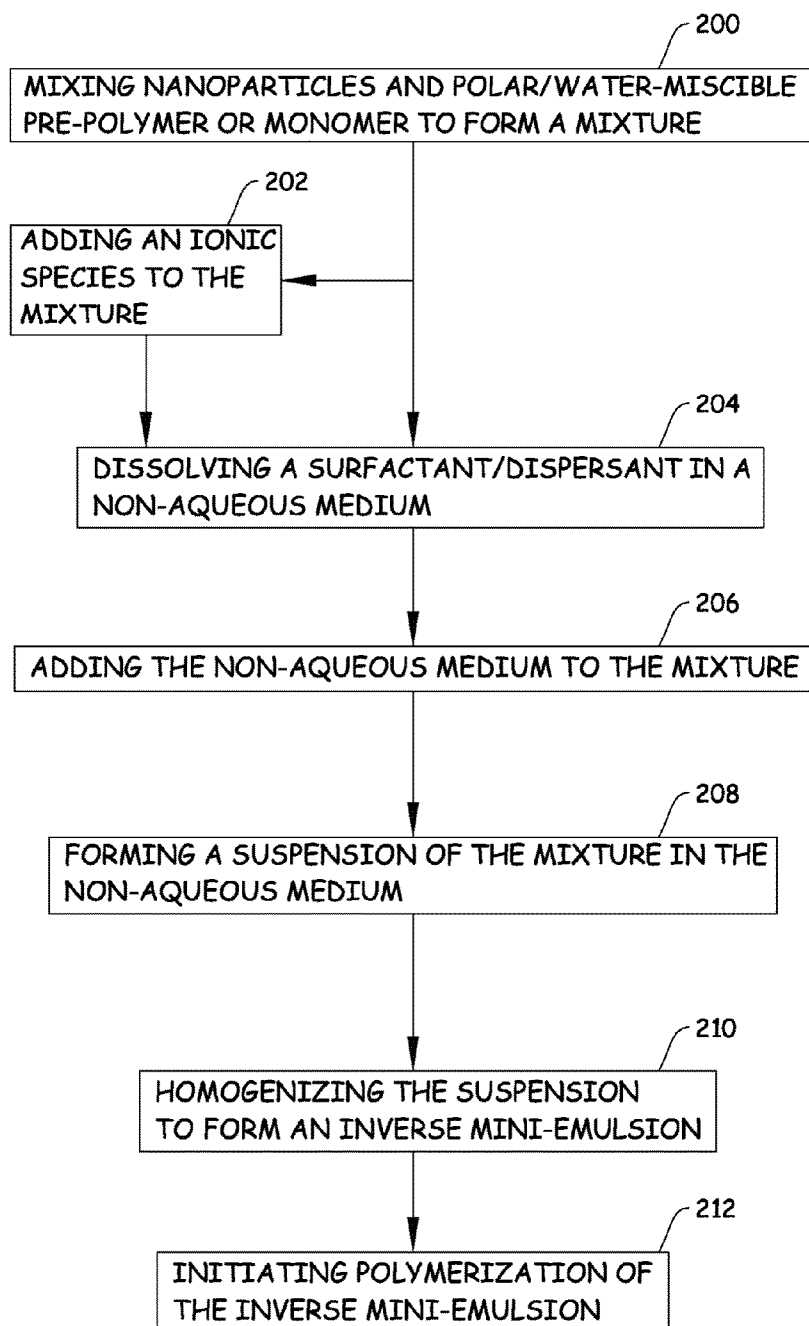 200
MIXING NANOPARTICLES AND POLAR/WATER-MISCIBLE
PRE-POLYMER OR MONOMER TO FORM A MIXTURE
202
ADDING AN IONIC
SPECIES TO THE
MIXTURE
204
DISSOLVING A SURFACTANT/DISPERSANT IN A
NON-AQUEOUS MEDIUM
206
ADDING THE NON-AQUEOUS MEDIUM TO THE MIXTURE
208
FORMING A SUSPENSION OF THE MIXTURE IN THE
NON-AQUEOUS MEDIUM
210
HOMOGENIZING THE SUSPENSION
TO FORM AN INVERSE MINI-EMULSION
212
INITIATING POLYMERIZATION OF
THE INVERSE MINI-EMULSION